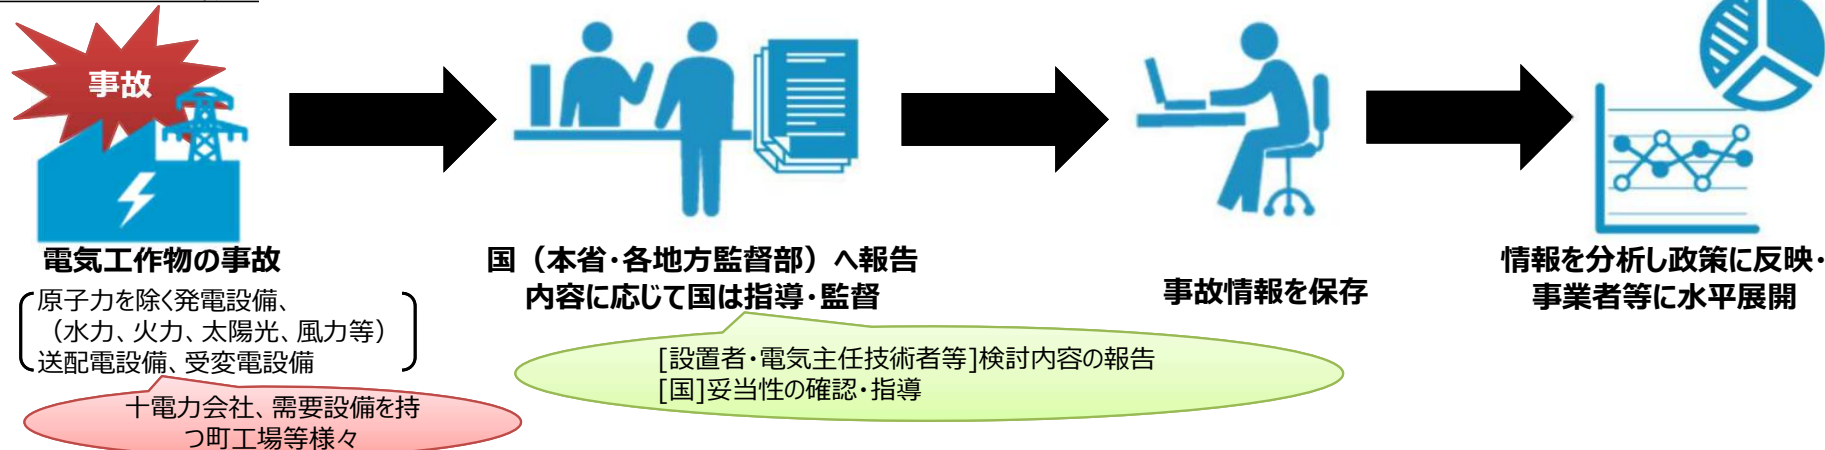 事故
電気工作物の事故
原子力を除く発電設備、
（水力、火力、太陽光、風力等）
送配電設備、受変電設備
十電力会社、需要設備を持
つ町工場等様々
国（本省・各地方監督部）へ報告
内容に応じて国は指導・監督
[設置者・電気主任技術者等]検討内容の報告
[国]妥当性の確認・指導
事故情報を保存
情報を分析し政策に反映・
事業者等に水平展開